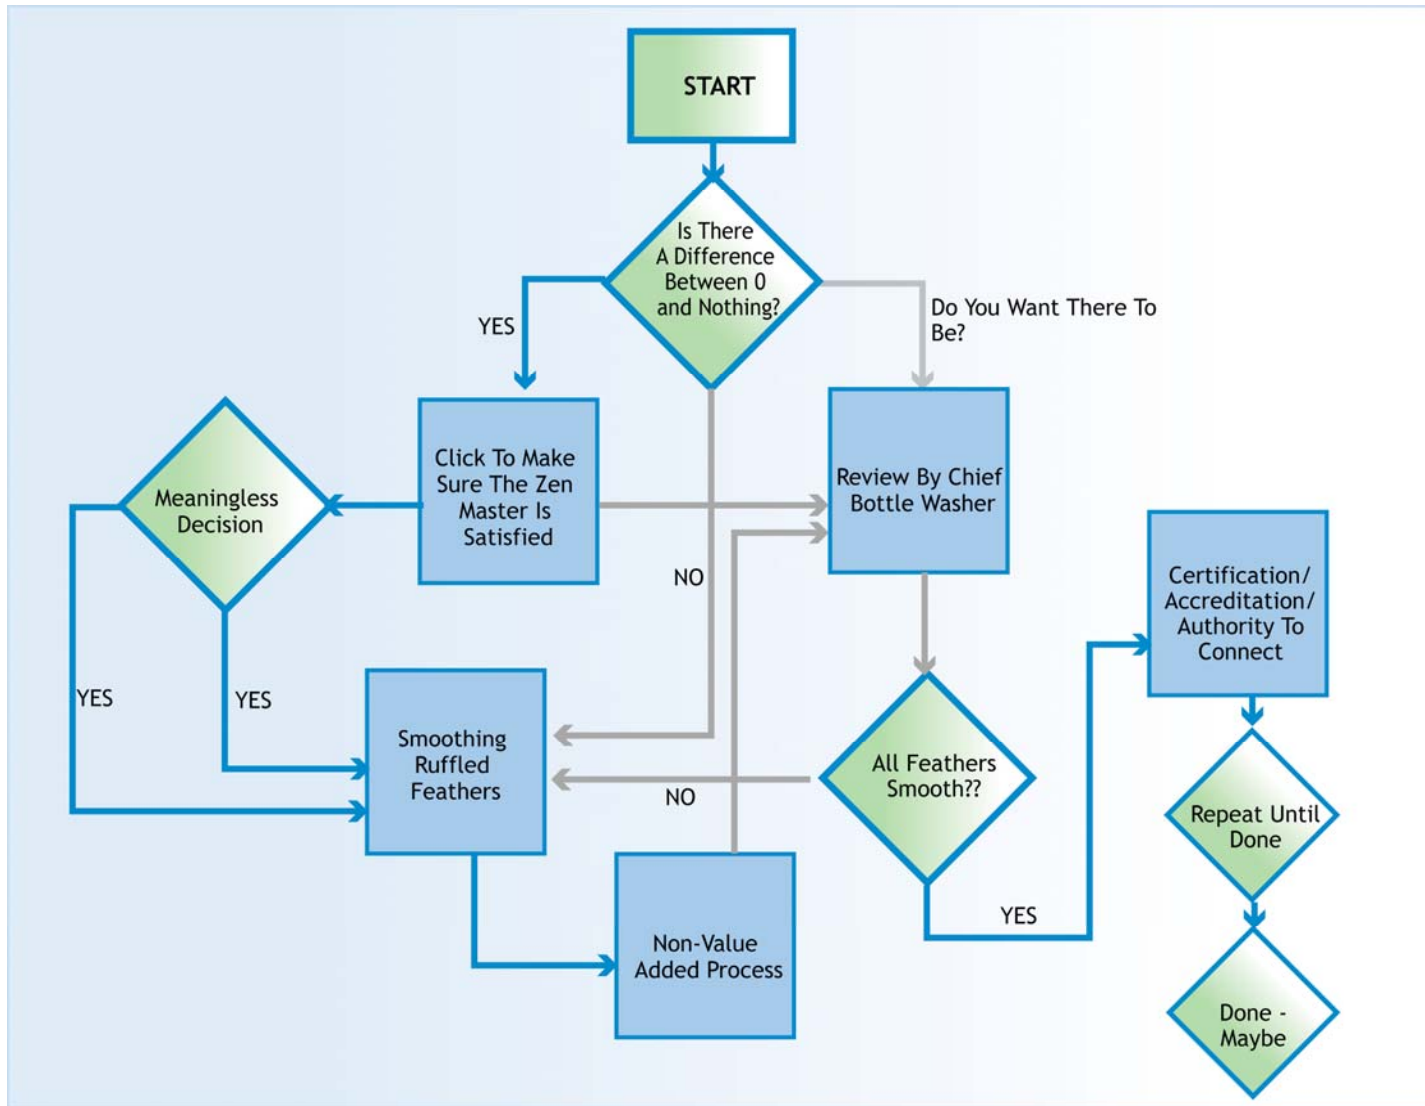 START
Is There
A Difference
Between 0
and Nothing?
YES
Do You Want There To
Be?
Click To Make
Sure The Zen
Master Is
Satisfied
Meaningless
Decision
Review By Chief
Bottle Washer
NO
Certification/
Accreditation/
Authority To
Connect
YES
YES
Smoothing
Ruffled
Feathers
All Feathers
Smooth??
NO
Repeat Until
Done
YES
Non-Value
Added Process
Done -
Maybe